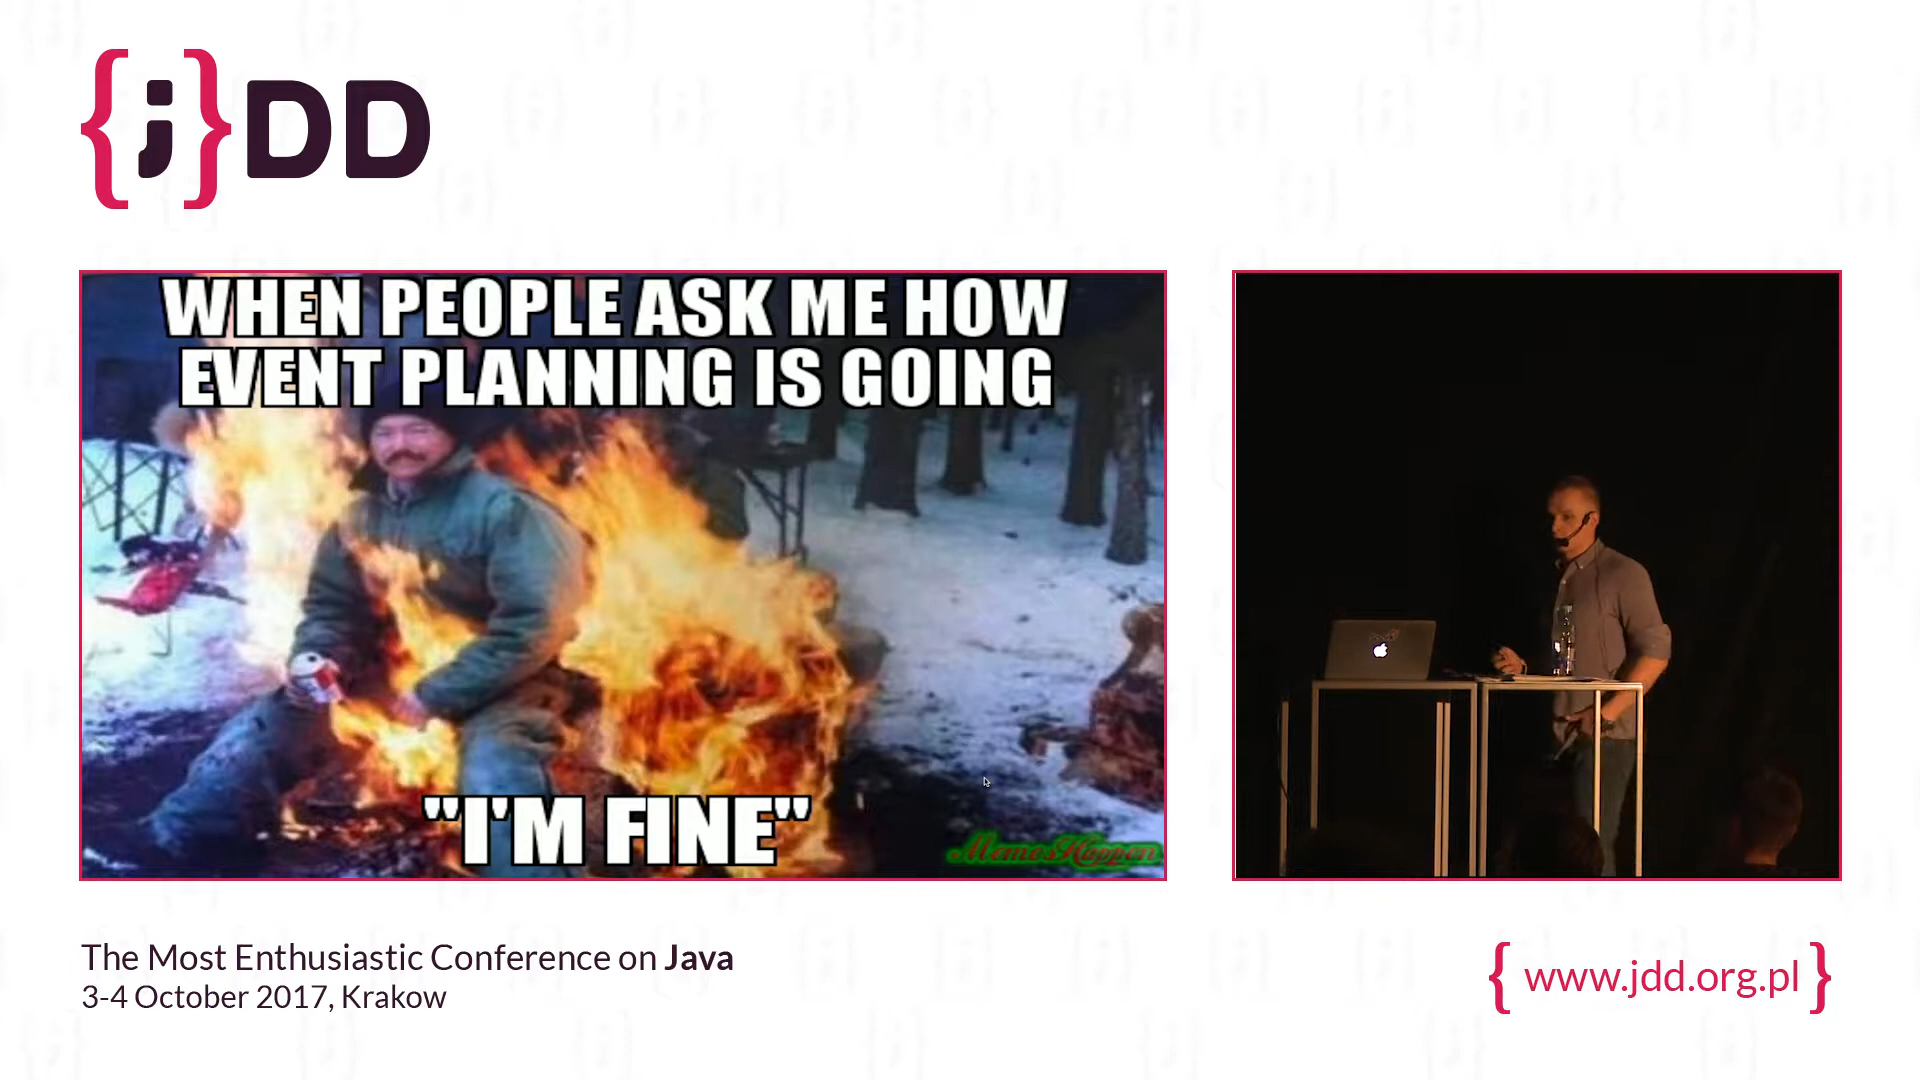 {;}DD
WHEN PEOPLE ASK ME HOW
EVENT PLANNING IS GOING
"I'M FINE"
MemesHappen
The Most Enthusiastic Conference on Java
3-4 October 2017, Krakow
{ www.jdd.org.pl }